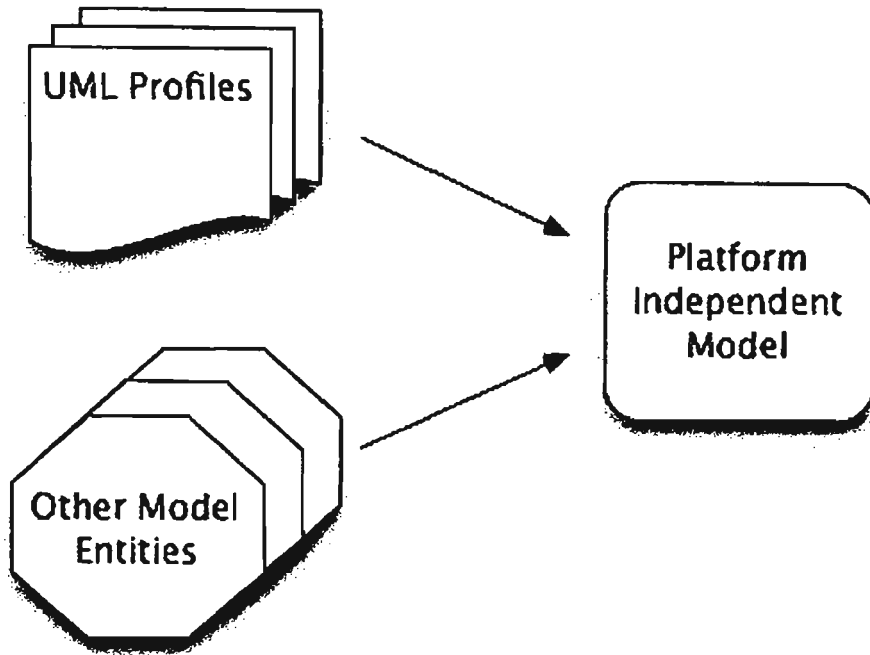 UML Profiles
Platform
Independent
Model
Other Model
Entities